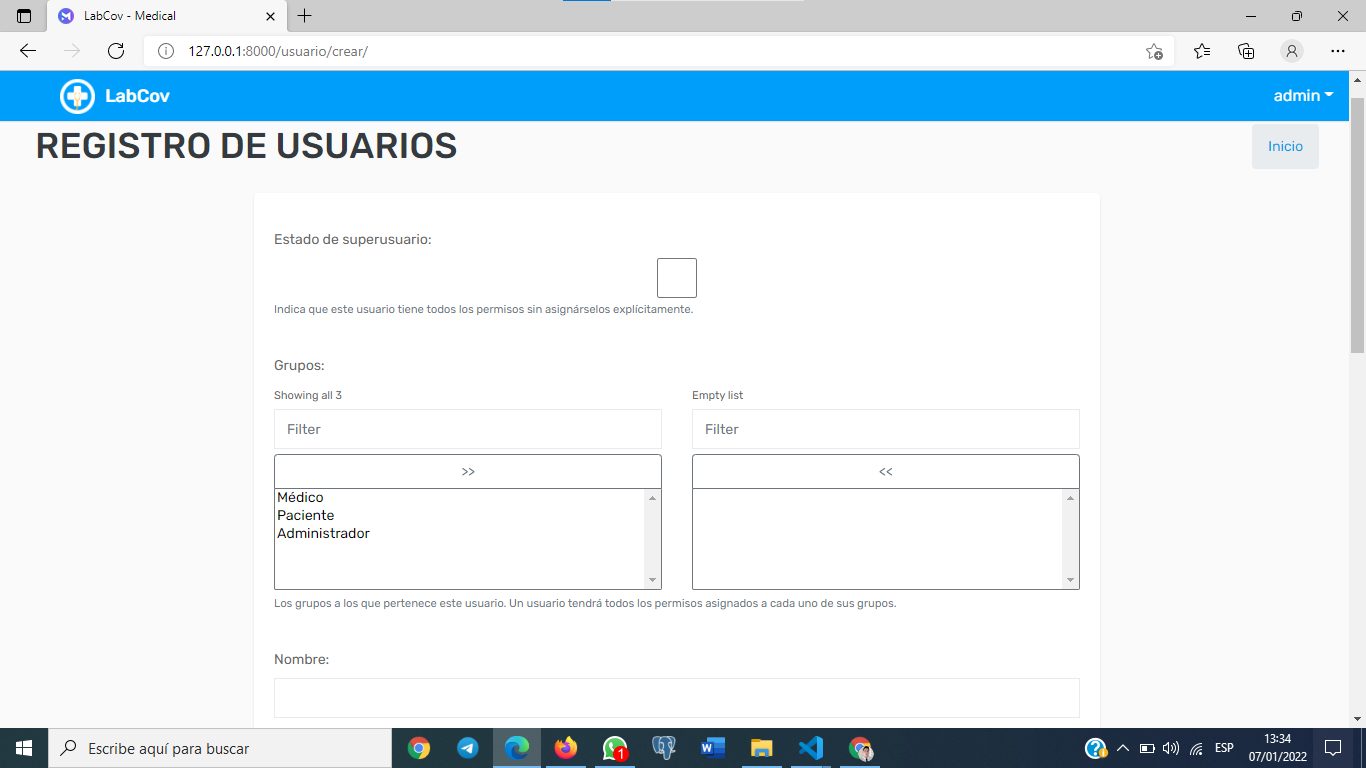 LabCov - Medical
127.0.0.1:8000/usuario/crear/
LabCov
admin
REGISTRO DE USUARIOS
Inicio
Estado de superusuario:
Indica que este usuario tiene todos los permisos sin asignárselos explícitamente.
Grupos:
Showing all 3
Empty list
Filter
Filter
>>
<<
Médico
Paciente
Administrador
Los grupos a los que pertenece este usuario. Un usuario tendrá todos los permisos asignados a cada uno de sus grupos.
Nombre:
Escribe aquí para buscar
1
ESP
13:34
07/01/2022